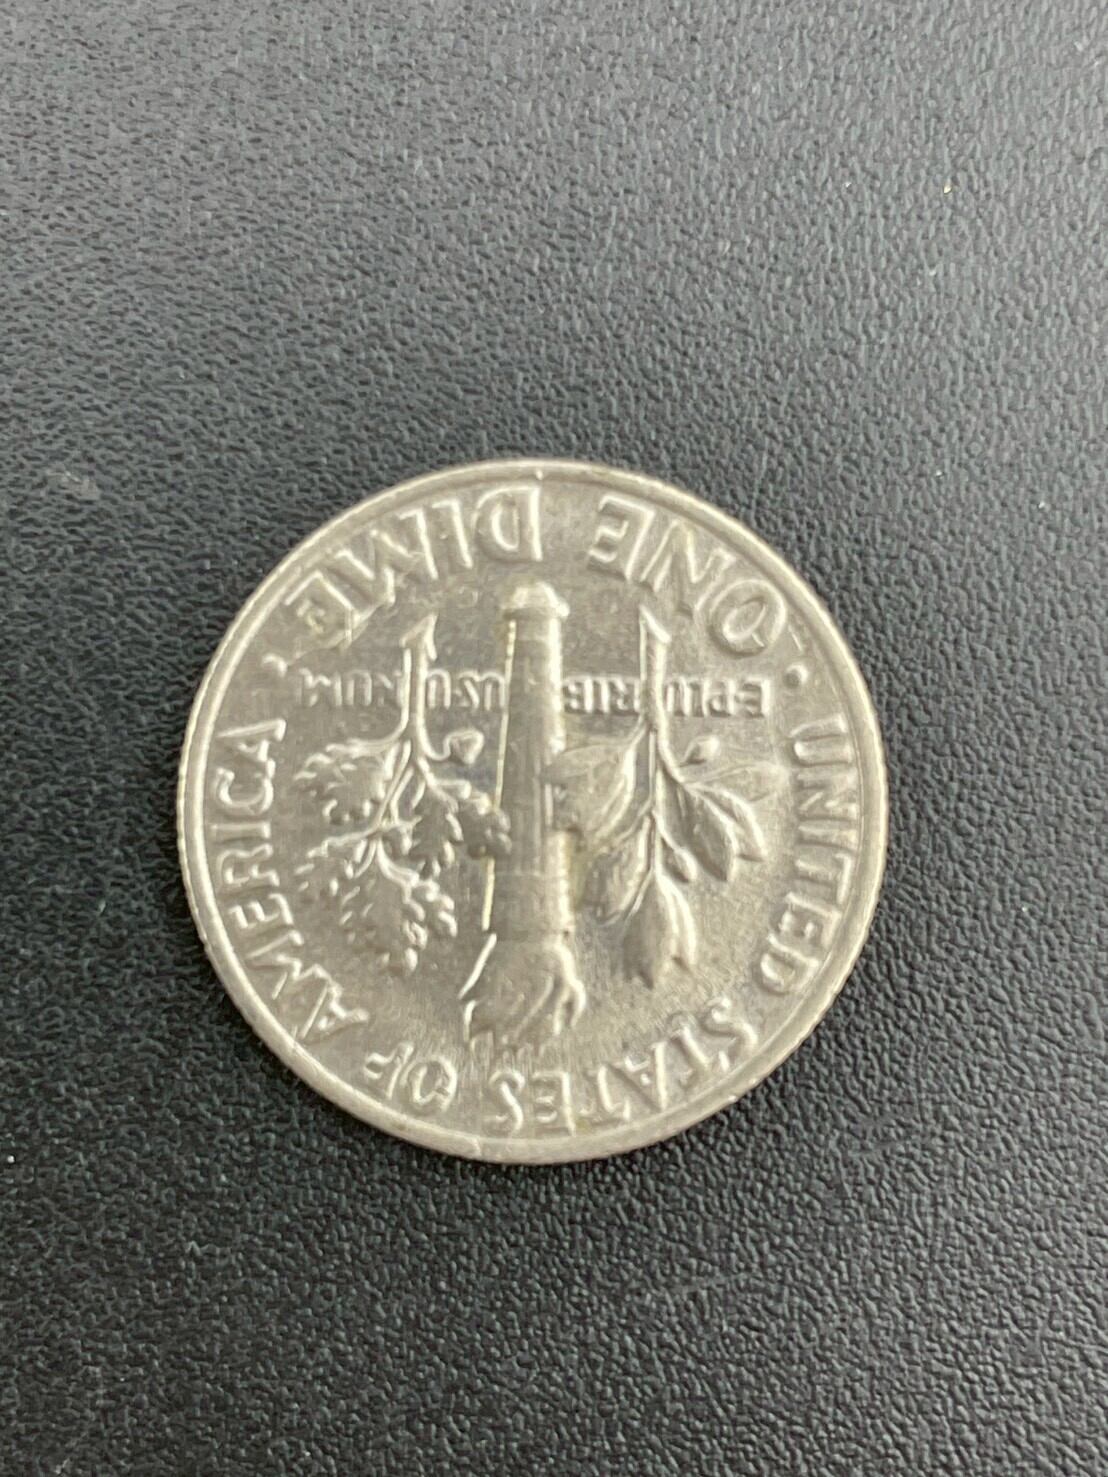 UNITED STATES OF AMERICA
E PLURIBUS UNUM
· ONE DIME ·